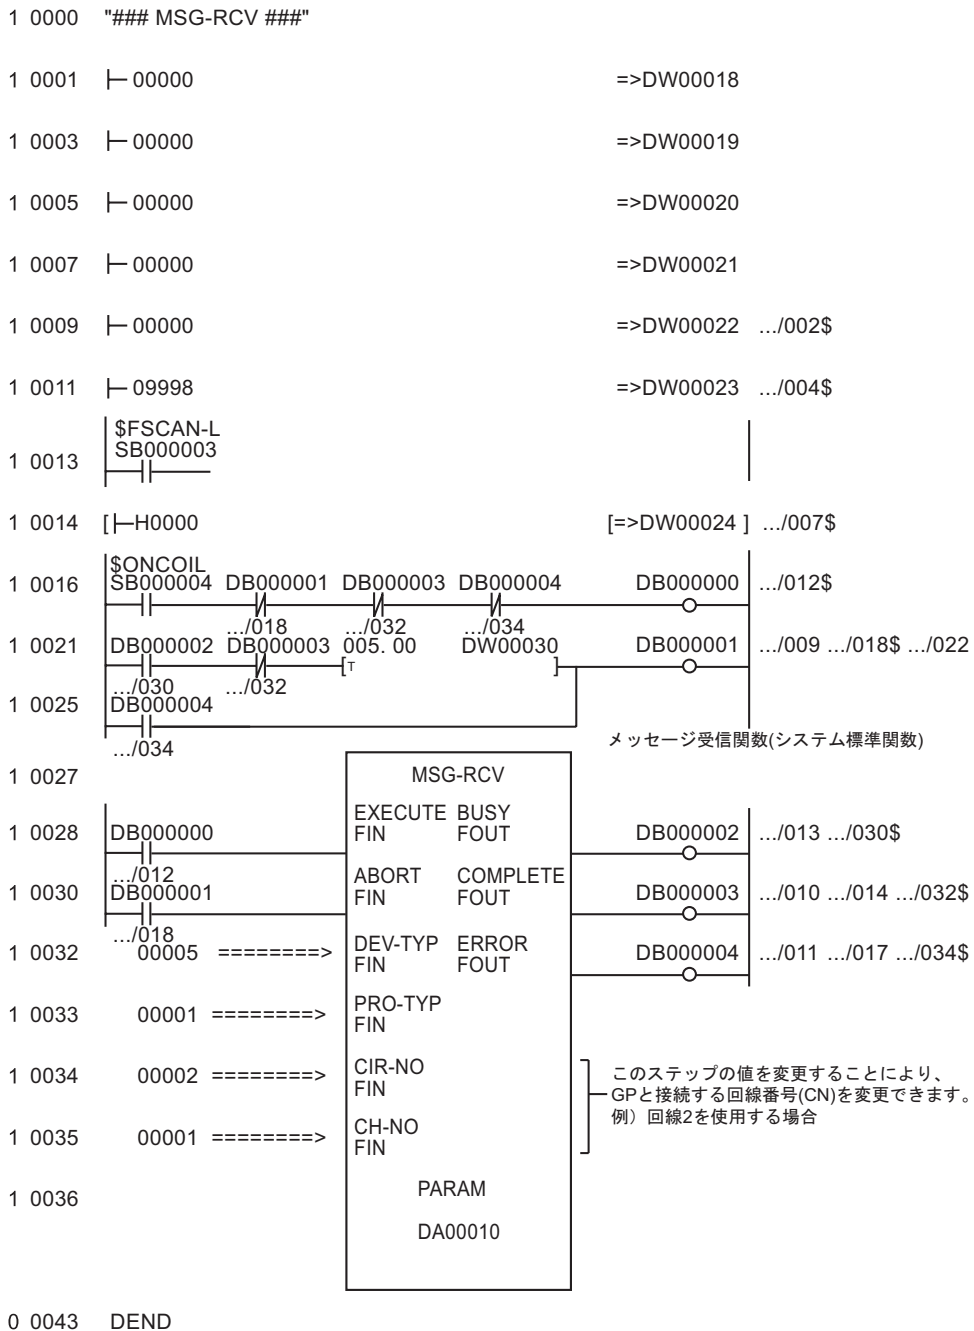 1 0000 "### MSG-RCV ###"
1 0001 00000 =>DW00018
1 0003 00000 =>DW00019
1 0005 00000 =>DW00020
1 0007 00000 =>DW00021
1 0009 00000 =>DW00022 .../002$
1 0011 09998 =>DW00023 .../004$
$FSCAN-L
1 0013 SB000003
1 0014 [ H0000 [=>DW00024 ] .../007$
$ONCOIL
1 0016 SB000004 DB000001 DB000003 DB000004 DB000000 .../012$
.../018 .../032 .../034
1 0021 DB000002 DB000003 005. 00 DW00030 DB000001 .../009 .../018$ .../022
[T ]
.../030 .../032
1 0025 DB000004
.../034
メッセージ受信関数(システム標準関数)
1 0027 MSG-RCV
EXECUTE BUSY
1 0028 DB000000 FIN FOUT DB000002 .../013 .../030$
.../012
ABORT COMPLETE
1 0030 DB000001 FIN FOUT DB000003 .../010 .../014 .../032$
.../018
DEV-TYP ERROR
1 0032 00005 ========> FIN FOUT DB000004 .../011 .../017 .../034$
PRO-TYP
1 0033 00001 ========> FIN
CIR-NO
1 0034 00002 ========> FIN
このステップの値を変更することにより、
GPと接続する回線番号(CN)を変更できます。
例）回線2を使用する場合
CH-NO
1 0035 00001 ========> FIN
PARAM
1 0036
DA00010
0 0043 DEND